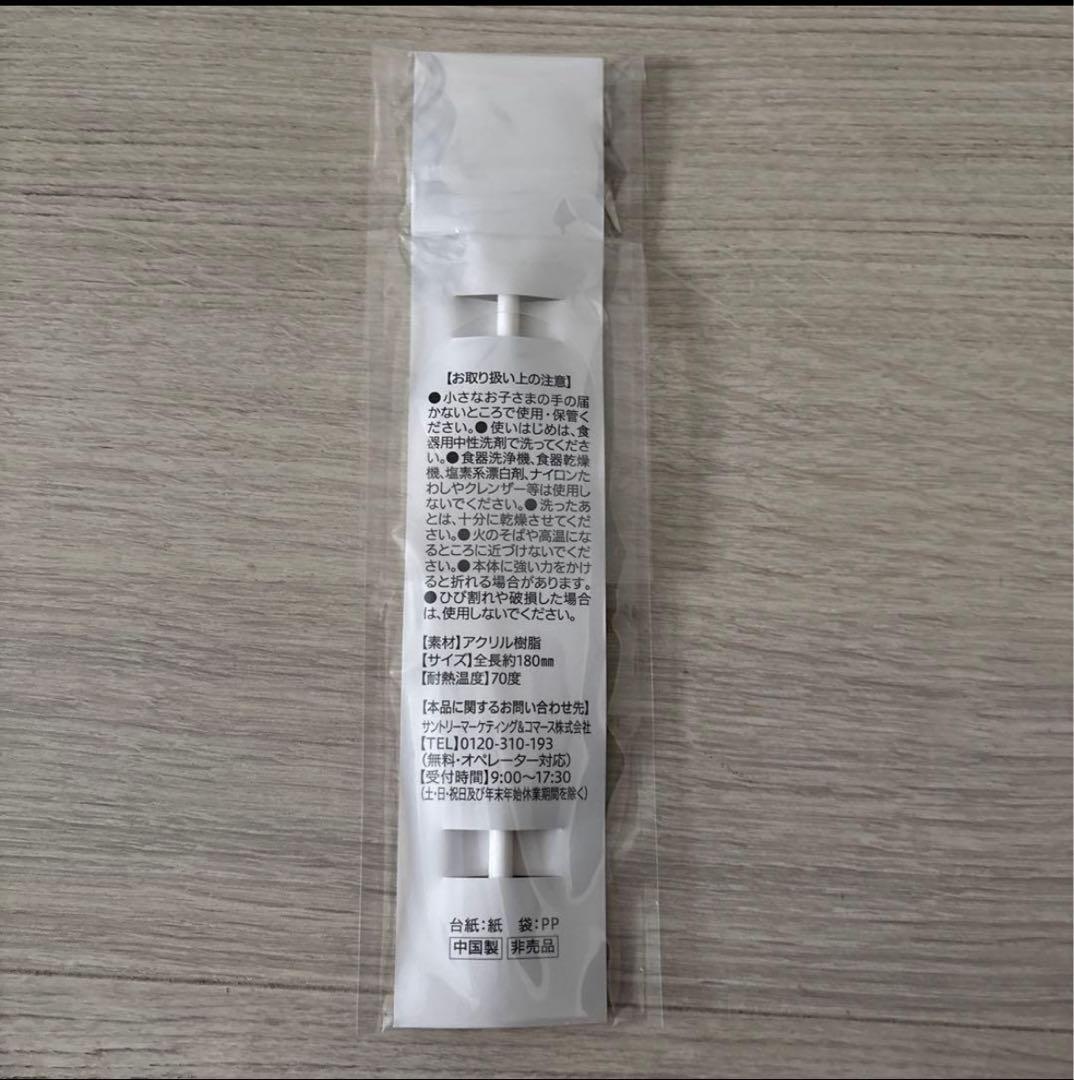 【お取り扱い上の注意】
●小さなお子さまの手の届
かないところで使用・保管く
ださい。●使いはじめは、食
器用中性洗剤で洗ってくださ
い。●食器洗浄機、食器乾燥
機、塩素系漂白剤、ナイロンた
わしやクレンザー等は使用し
ないでください。●洗ったあ
とは、十分に乾燥させてくだ
さい。●火のそばや高温にな
るところに近づけないでくだ
さい。●本体に強い力をかけ
ると折れる場合があります。
●ひび割れや破損した場合
は、使用しないでください。
【素材】アクリル樹脂
【サイズ】全長約180㎜
【耐熱温度】70度
【本品に関するお問い合わせ先】
サントリーマーケティング&コマース株式会社
【TEL】0120-310-193
(無料・オペレーター対応)
【受付時間】9:00〜17:30
(土・日・祝日及び年末年始休業期間を除く)
台紙：紙 袋：PP
中国製 非売品